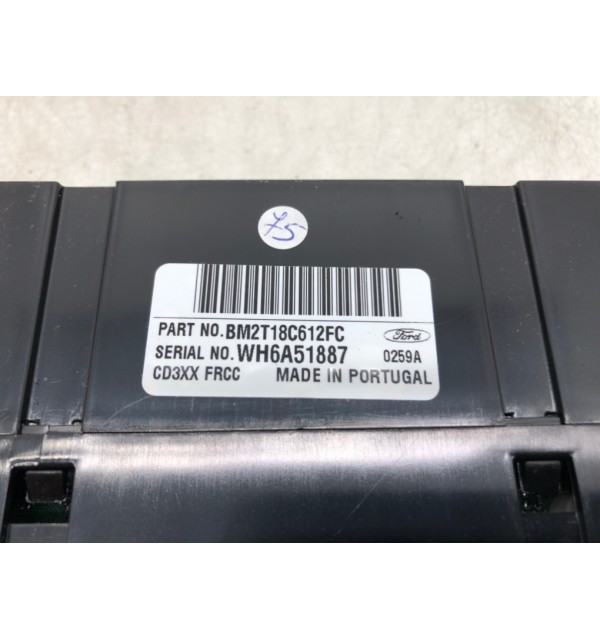 75
PART NO.BM2T18C612FC
Ford
SERIAL NO.WH6A51887 0259A
CD3XX FRCC MADE IN PORTUGAL